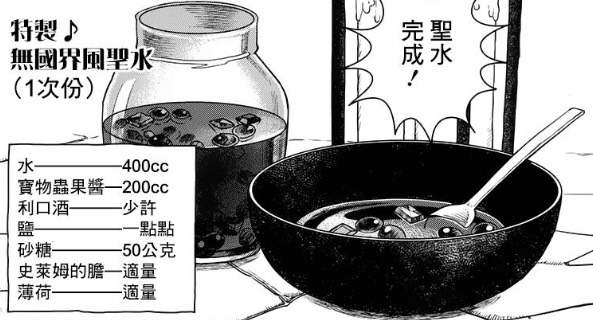 特製♪
無國界風聖水
（1次份）
聖水
完成！
水—————400cc
寶物蟲果醬—200cc
利口酒———少許
鹽—————一點點
砂糖————50公克
史萊姆的膽—適量
薄荷————適量